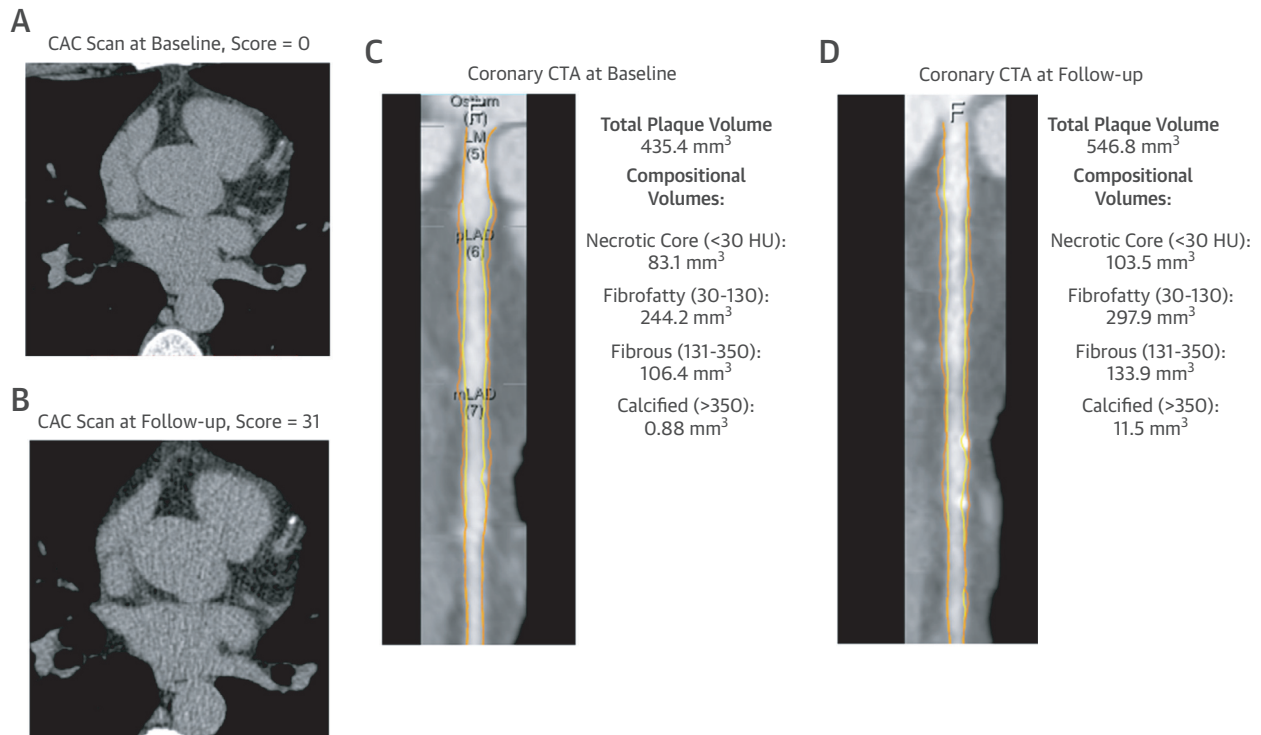 A
CAC Scan at Baseline, Score = 0
B
CAC Scan at Follow-up, Score = 31
C
Coronary CTA at Baseline
Ostium
LM
(5)
pLAD
(6)
mLAD
(7)
Total Plaque Volume
435.4 mm³
Compositional
Volumes:
Necrotic Core (<30 HU):
83.1 mm³
Fibrofatty (30-130):
244.2 mm³
Fibrous (131-350):
106.4 mm³
Calcified (>350):
0.88 mm³
D
Coronary CTA at Follow-up
Total Plaque Volume
546.8 mm³
Compositional
Volumes:
Necrotic Core (<30 HU):
103.5 mm³
Fibrofatty (30-130):
297.9 mm³
Fibrous (131-350):
133.9 mm³
Calcified (>350):
11.5 mm³